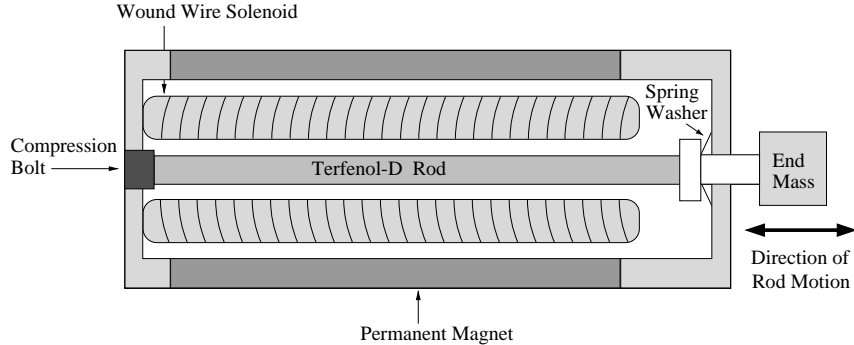 Wound Wire Solenoid
Spring
Washer
Compression
Bolt
Terfenol-D Rod
End
Mass
Direction of
Rod Motion
Permanent Magnet